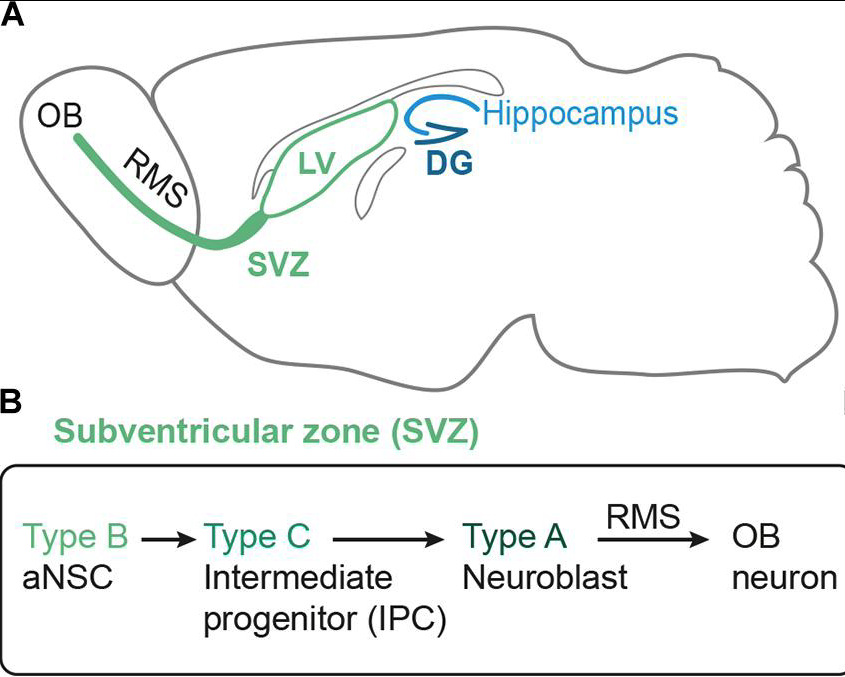 A
OB
RMS
LV
Hippocampus
DG
SVZ
B
Subventricular zone (SVZ)
Type B
aNSC
Type C
Intermediate
progenitor (IPC)
Type A
Neuroblast
RMS
OB
neuron